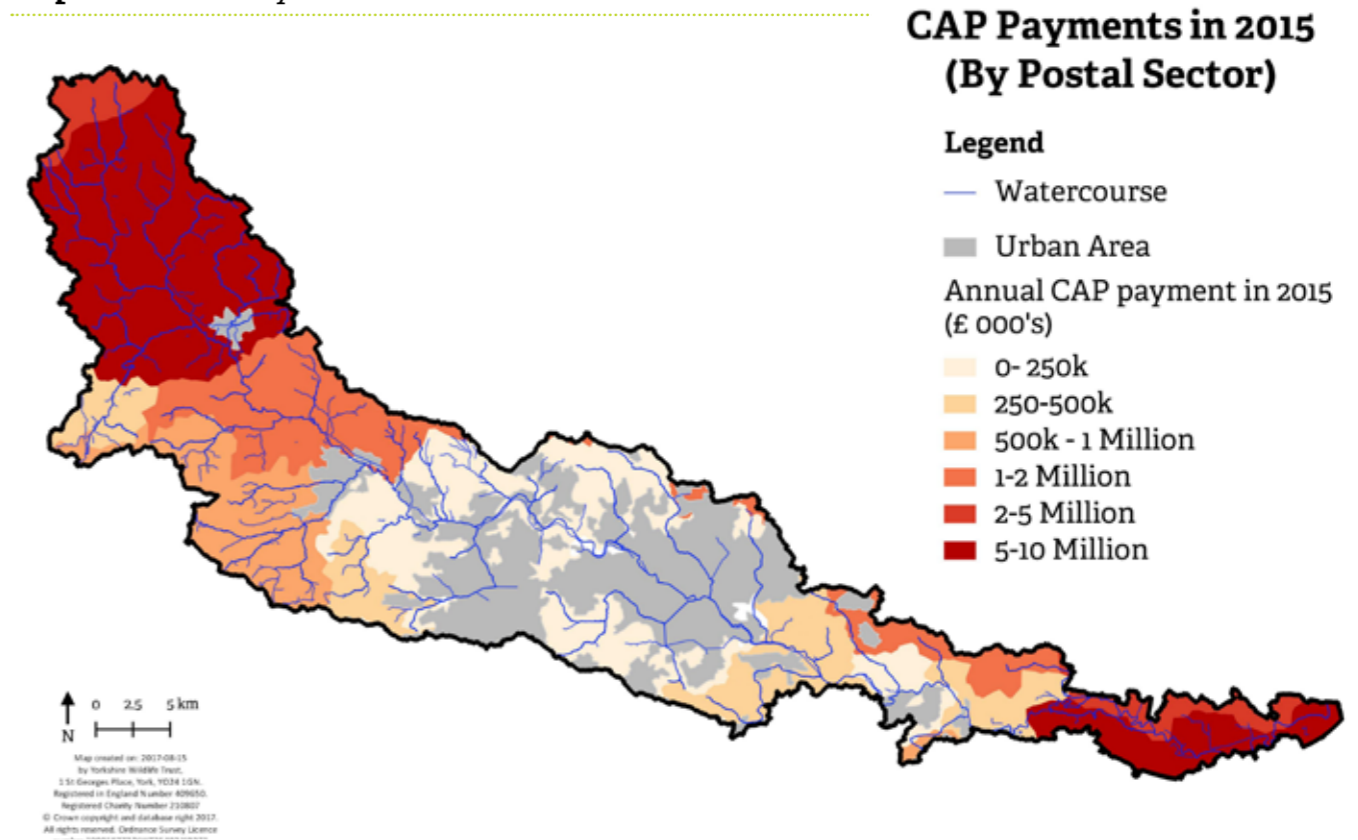 CAP Payments in 2015
(By Postal Sector)
Legend
Watercourse
Urban Area
Annual CAP payment in 2015
(£ 000's)
0- 250k
250-500k
500k - 1 Million
1-2 Million
2-5 Million
5-10 Million
0 2.5 5 km
N
Map created on: 2017-08-15
by Yorkshire Wildlife Trust,
1 St Georges Place, York, YO24 1GN.
Registered in England Number 409650.
Registered Charity Number 210807
© Crown copyright and database right 2017.
All rights reserved. Ordnance Survey Licence